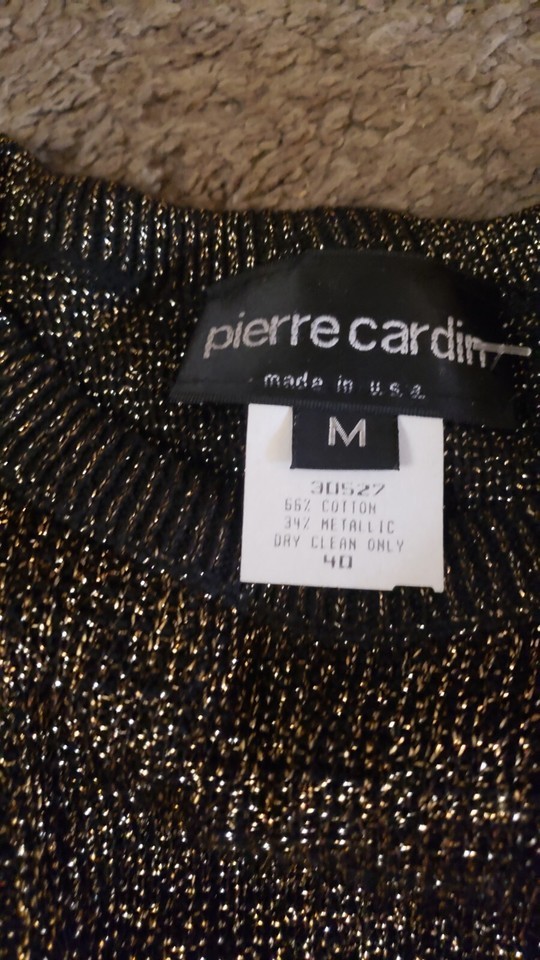 pierre cardin
made in u.s.a.
M
30527
66% COTTON
34% METALLIC
DRY CLEAN ONLY
40